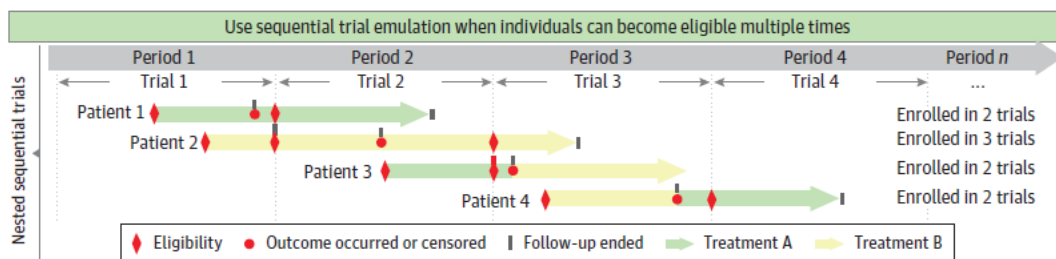 Use sequential trial emulation when individuals can become eligible multiple times
Period 1 Period 2 Period 3 Period 4 Period n
Trial 1 Trial 2 Trial 3 Trial 4 ...
Nested sequential trials
Patient 1 Enrolled in 2 trials
Patient 2 Enrolled in 3 trials
Patient 3 Enrolled in 2 trials
Patient 4 Enrolled in 2 trials
Eligibility Outcome occurred or censored Follow-up ended Treatment A Treatment B